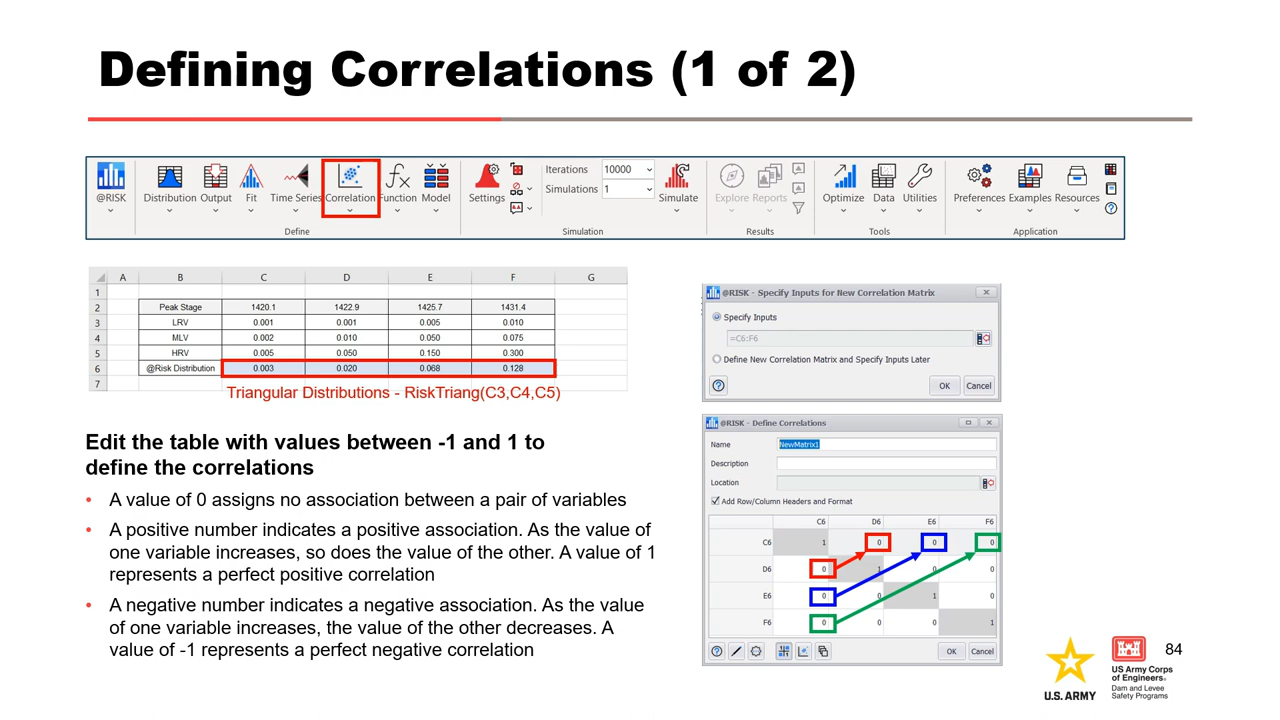 Defining Correlations (1 of 2)
@RISK Distribution Output Fit Time Series Correlation Function Model Settings Iterations 10000 Simulations 1 Simulate Explore Reports Optimize Data Utilities Preferences Examples Resources
Define Simulation Results Tools Application
A B C D E F G
1
2 Peak Stage 1420.1 1422.9 1425.7 1431.4
3 LRV 0.001 0.001 0.005 0.010
4 MLV 0.002 0.010 0.050 0.075
5 HRV 0.005 0.050 0.150 0.300
6 @Risk Distribution 0.003 0.020 0.068 0.128
7
Triangular Distributions - RiskTriang(C3,C4,C5)
Edit the table with values between -1 and 1 to
define the correlations
• A value of 0 assigns no association between a pair of variables
• A positive number indicates a positive association. As the value of
one variable increases, so does the value of the other. A value of 1
represents a perfect positive correlation
• A negative number indicates a negative association. As the value
of one variable increases, the value of the other decreases. A
value of -1 represents a perfect negative correlation
@RISK - Specify Inputs for New Correlation Matrix
Specify Inputs
=C6:F6
Define New Correlation Matrix and Specify Inputs Later
OK Cancel
@RISK - Define Correlations
Name NewMatrix1
Description
Location
Add Row/Column Headers and Format
C6 D6 E6 F6
C6 1 0 0 0
D6 0 1 0 0
E6 0 0 1 0
F6 0 0 0 1
OK Cancel
U.S. ARMY
US Army Corps
of Engineers®
Dam and Levee
Safety Programs
84